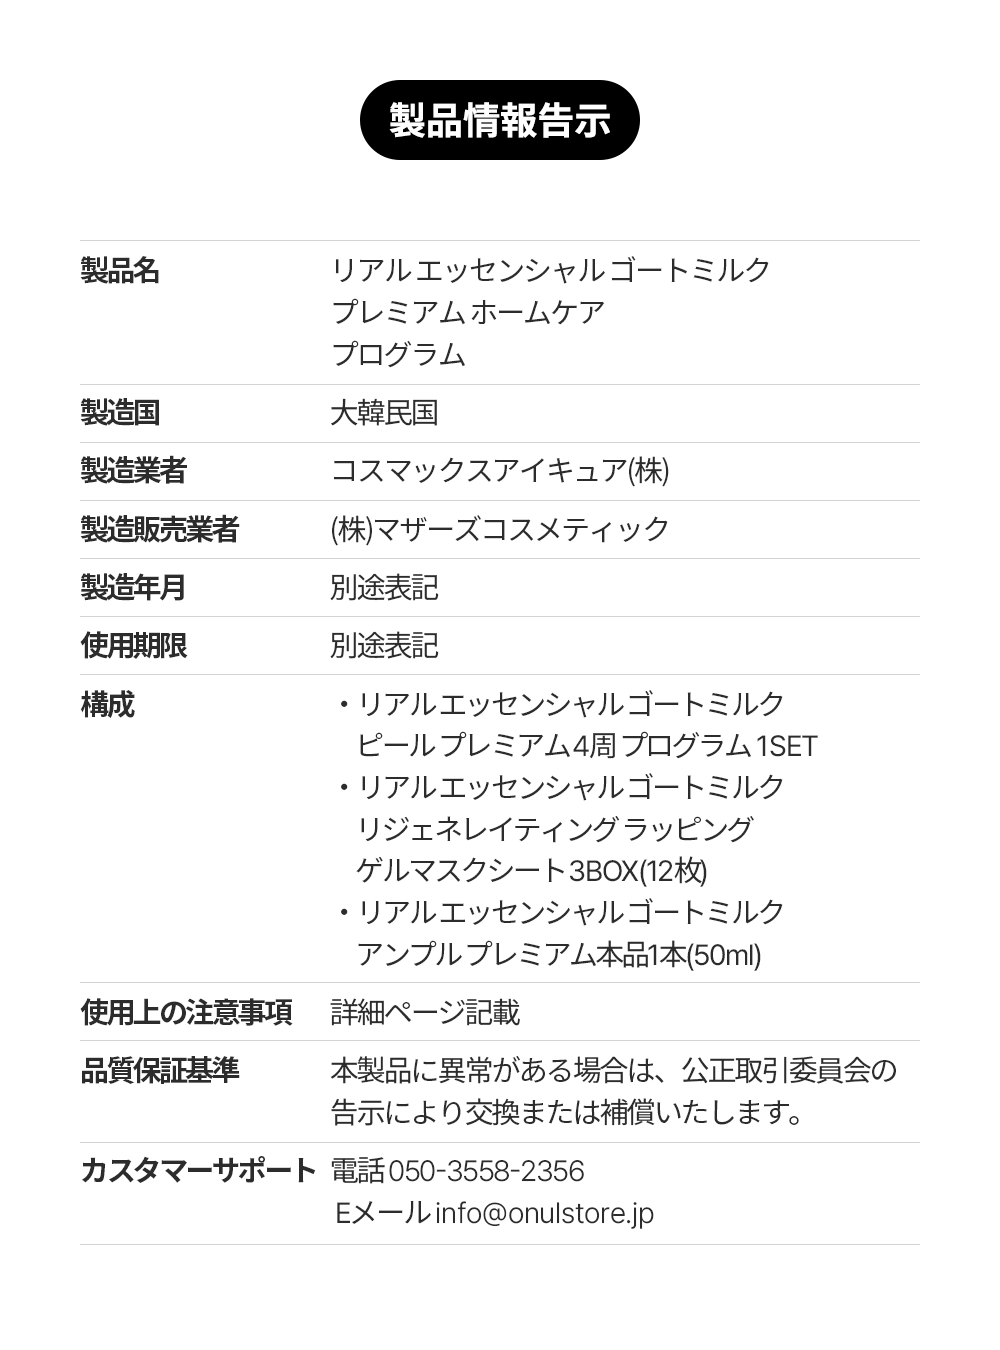 製品情報告示
製品名 リアル エッセンシャル ゴートミルク
プレミアム ホームケア
プログラム
製造国 大韓民国
製造業者 コスマックスアイキュア(株)
製造販売業者 (株)マザーズコスメティック
製造年月 別途表記
使用期限 別途表記
構成 ・リアル エッセンシャル ゴートミルク
ピール プレミアム 4周 プログラム 1SET
・リアル エッセンシャル ゴートミルク
リジェネレイティング ラッピング
ゲルマスクシート 3BOX(12枚)
・リアル エッセンシャル ゴートミルク
アンプル プレミアム本品1本(50ml)
使用上の注意事項 詳細ページ記載
品質保証基準 本製品に異常がある場合は、公正取引委員会の
告示により交換または補償いたします。
カスタマーサポート 電話 050-3558-2356
Eメール info@onulstore.jp